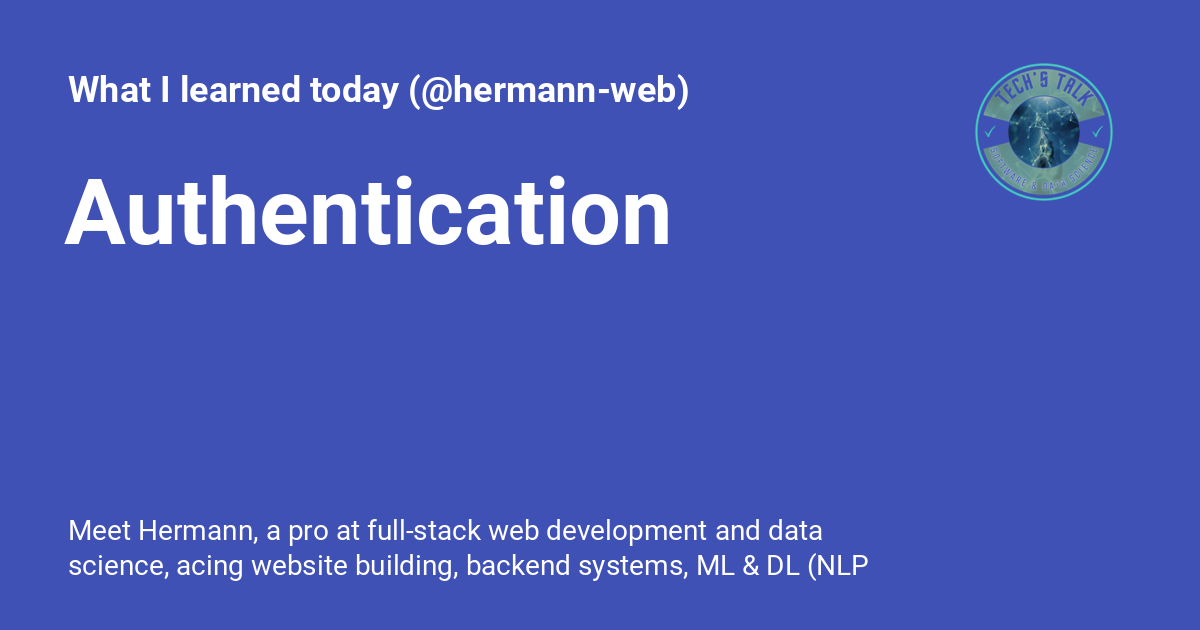 What I learned today (@hermann-web)
TECH'S TALK
Authentication
SOFTWARE & DATA SCIENCE
Meet Hermann, a pro at full-stack web development and data
science, acing website building, backend systems, ML & DL (NLP